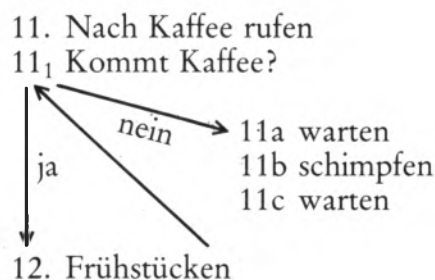 11. Nach Kaffee rufen
11₁ Kommt Kaffee?
nein
11a warten
ja
11b schimpfen
11c warten
12. Frühstücken